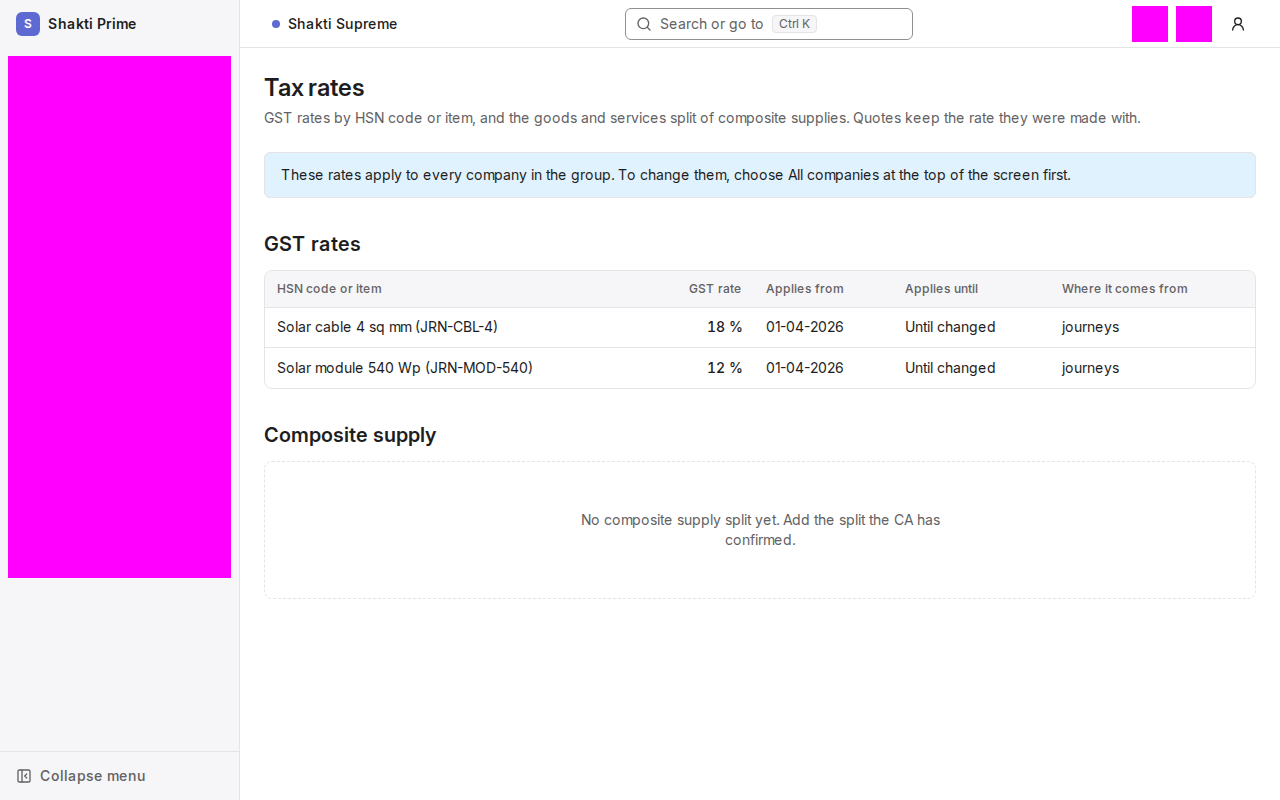 S Shakti Prime
Shakti Supreme
Search or go to Ctrl K
Tax rates
GST rates by HSN code or item, and the goods and services split of composite supplies. Quotes keep the rate they were made with.
These rates apply to every company in the group. To change them, choose All companies at the top of the screen first.
GST rates
HSN code or item GST rate Applies from Applies until Where it comes from
Solar cable 4 sq mm (JRN-CBL-4) 18 % 01-04-2026 Until changed journeys
Solar module 540 Wp (JRN-MOD-540) 12 % 01-04-2026 Until changed journeys
Composite supply
No composite supply split yet. Add the split the CA has
confirmed.
Collapse menu